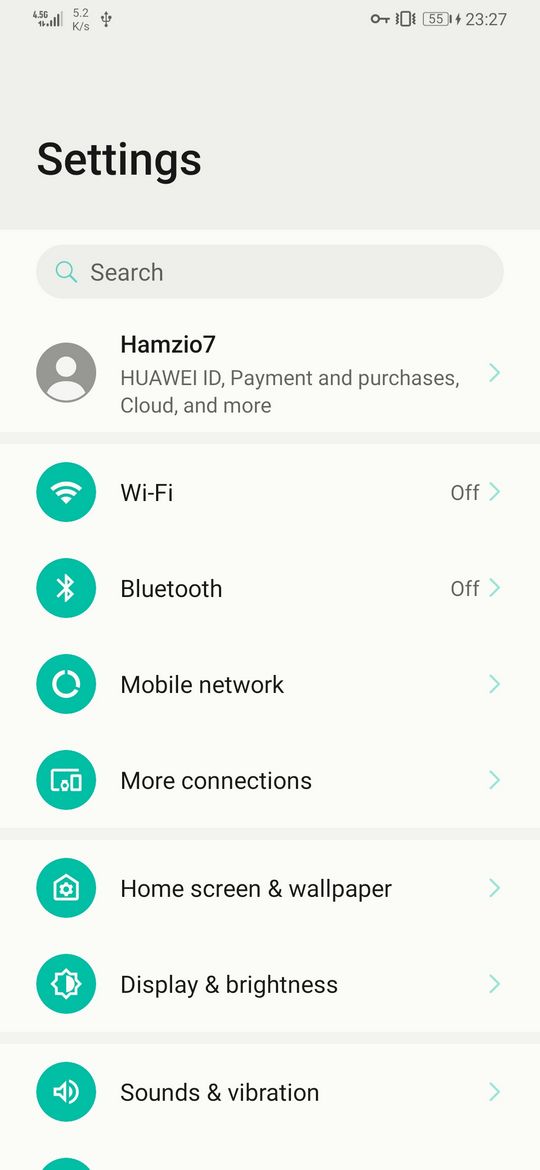 4.5G 5.2 K/s 55 23:27
Settings
Search
Hamzio7
HUAWEI ID, Payment and purchases,
Cloud, and more
Wi-Fi Off
Bluetooth Off
Mobile network
More connections
Home screen & wallpaper
Display & brightness
Sounds & vibration